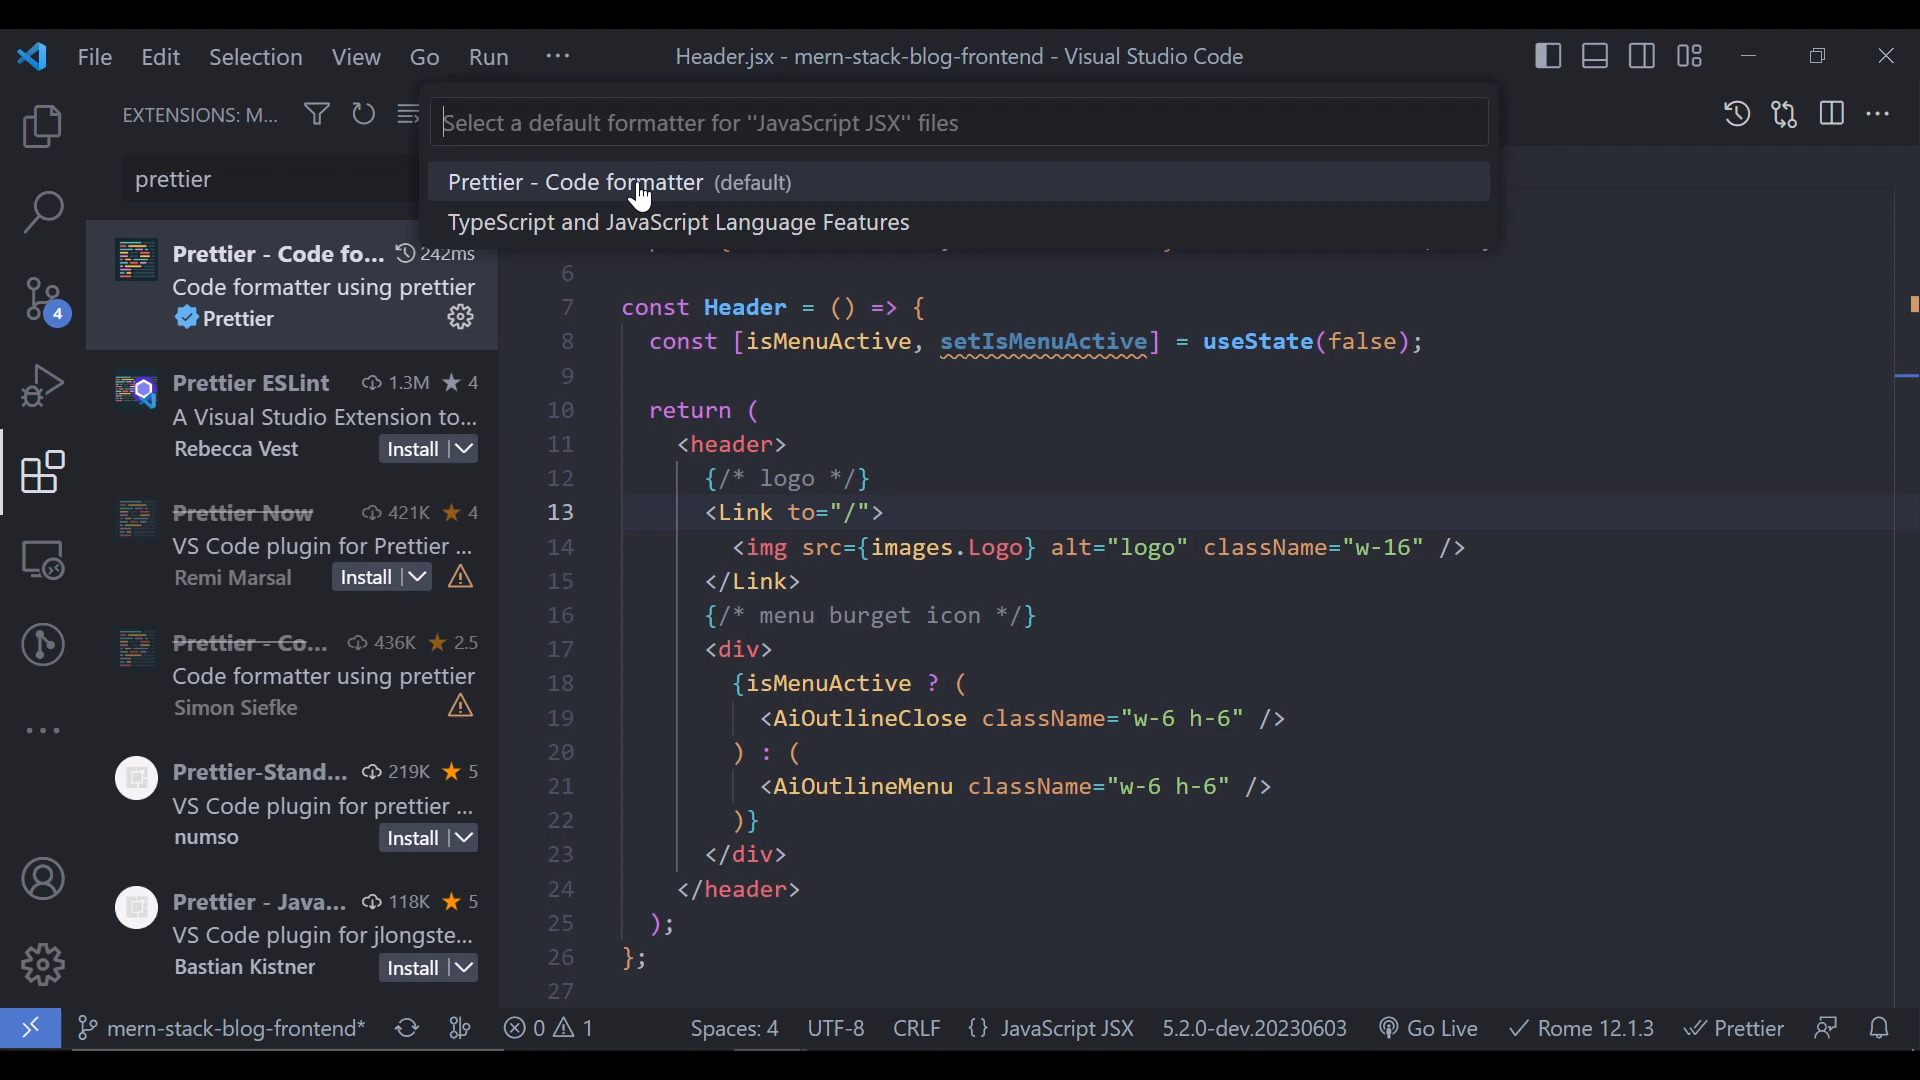 File Edit Selection View Go Run ···
Header.jsx - mern-stack-blog-frontend - Visual Studio Code
EXTENSIONS: M...
prettier
Select a default formatter for "JavaScript JSX" files
Prettier - Code formatter (default)
TypeScript and JavaScript Language Features
Prettier - Code fo... 242ms
Code formatter using prettier
Prettier
Prettier ESLint 1.3M ★ 4
A Visual Studio Extension to...
Rebecca Vest Install
Prettier Now 421K ★ 4
VS Code plugin for Prettier ...
Remi Marsal Install
Prettier - Co... 436K ★ 2.5
Code formatter using prettier
Simon Siefke
Prettier-Stand... 219K ★ 5
VS Code plugin for prettier ...
numso Install
Prettier - Java... 118K ★ 5
VS Code plugin for jlongste...
Bastian Kistner Install
4
6
7 const Header = () => {
8 const [isMenuActive, setIsMenuActive] = useState(false);
9
10 return (
11 <header>
12 {/* logo */}
13 <Link to="/">
14 <img src={images.Logo} alt="logo" className="w-16" />
15 </Link>
16 {/* menu burget icon */}
17 <div>
18 {isMenuActive ? (
19 <AiOutlineClose className="w-6 h-6" />
20 ) : (
21 <AiOutlineMenu className="w-6 h-6" />
22 )}
23 </div>
24 </header>
25 );
26 };
27
mern-stack-blog-frontend* 0 1 Spaces: 4 UTF-8 CRLF {} JavaScript JSX 5.2.0-dev.20230603 Go Live Rome 12.1.3 Prettier